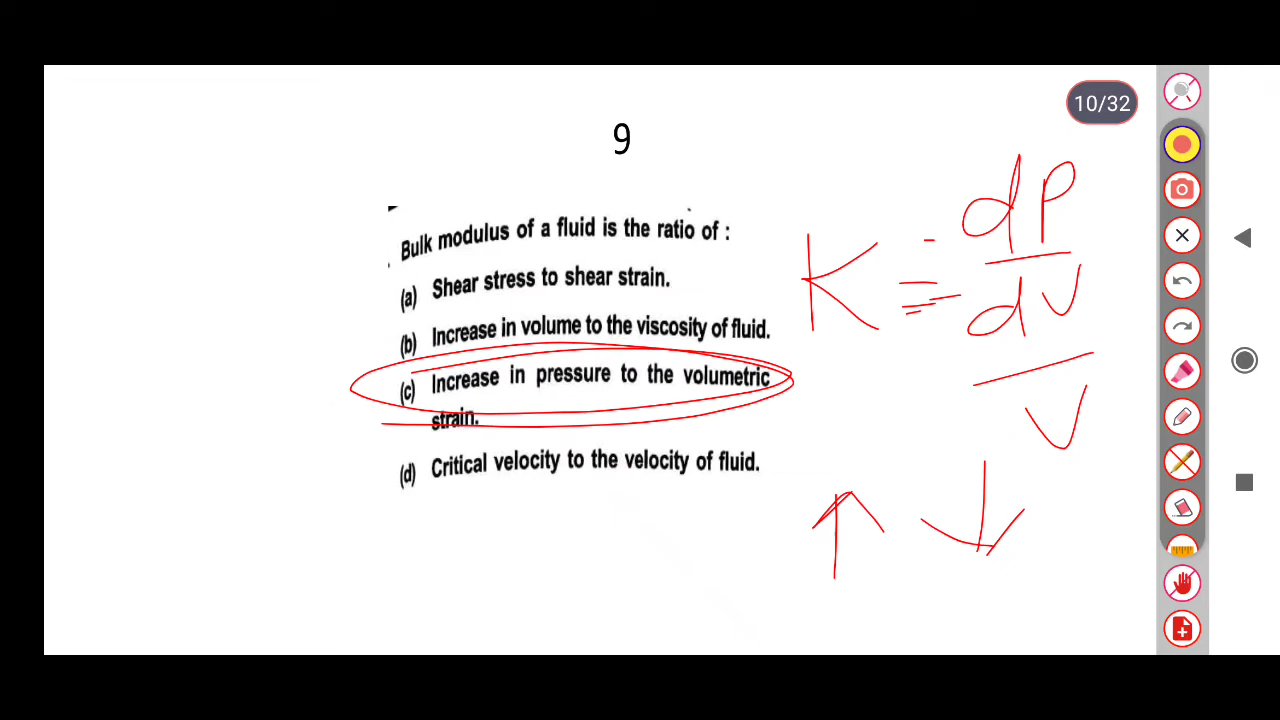 10/32
9
Bulk modulus of a fluid is the ratio of :
(a) Shear stress to shear strain.
(b) Increase in volume to the viscosity of fluid.
(c) Increase in pressure to the volumetric
strain.
(d) Critical velocity to the velocity of fluid.
K = - dP
dV
V